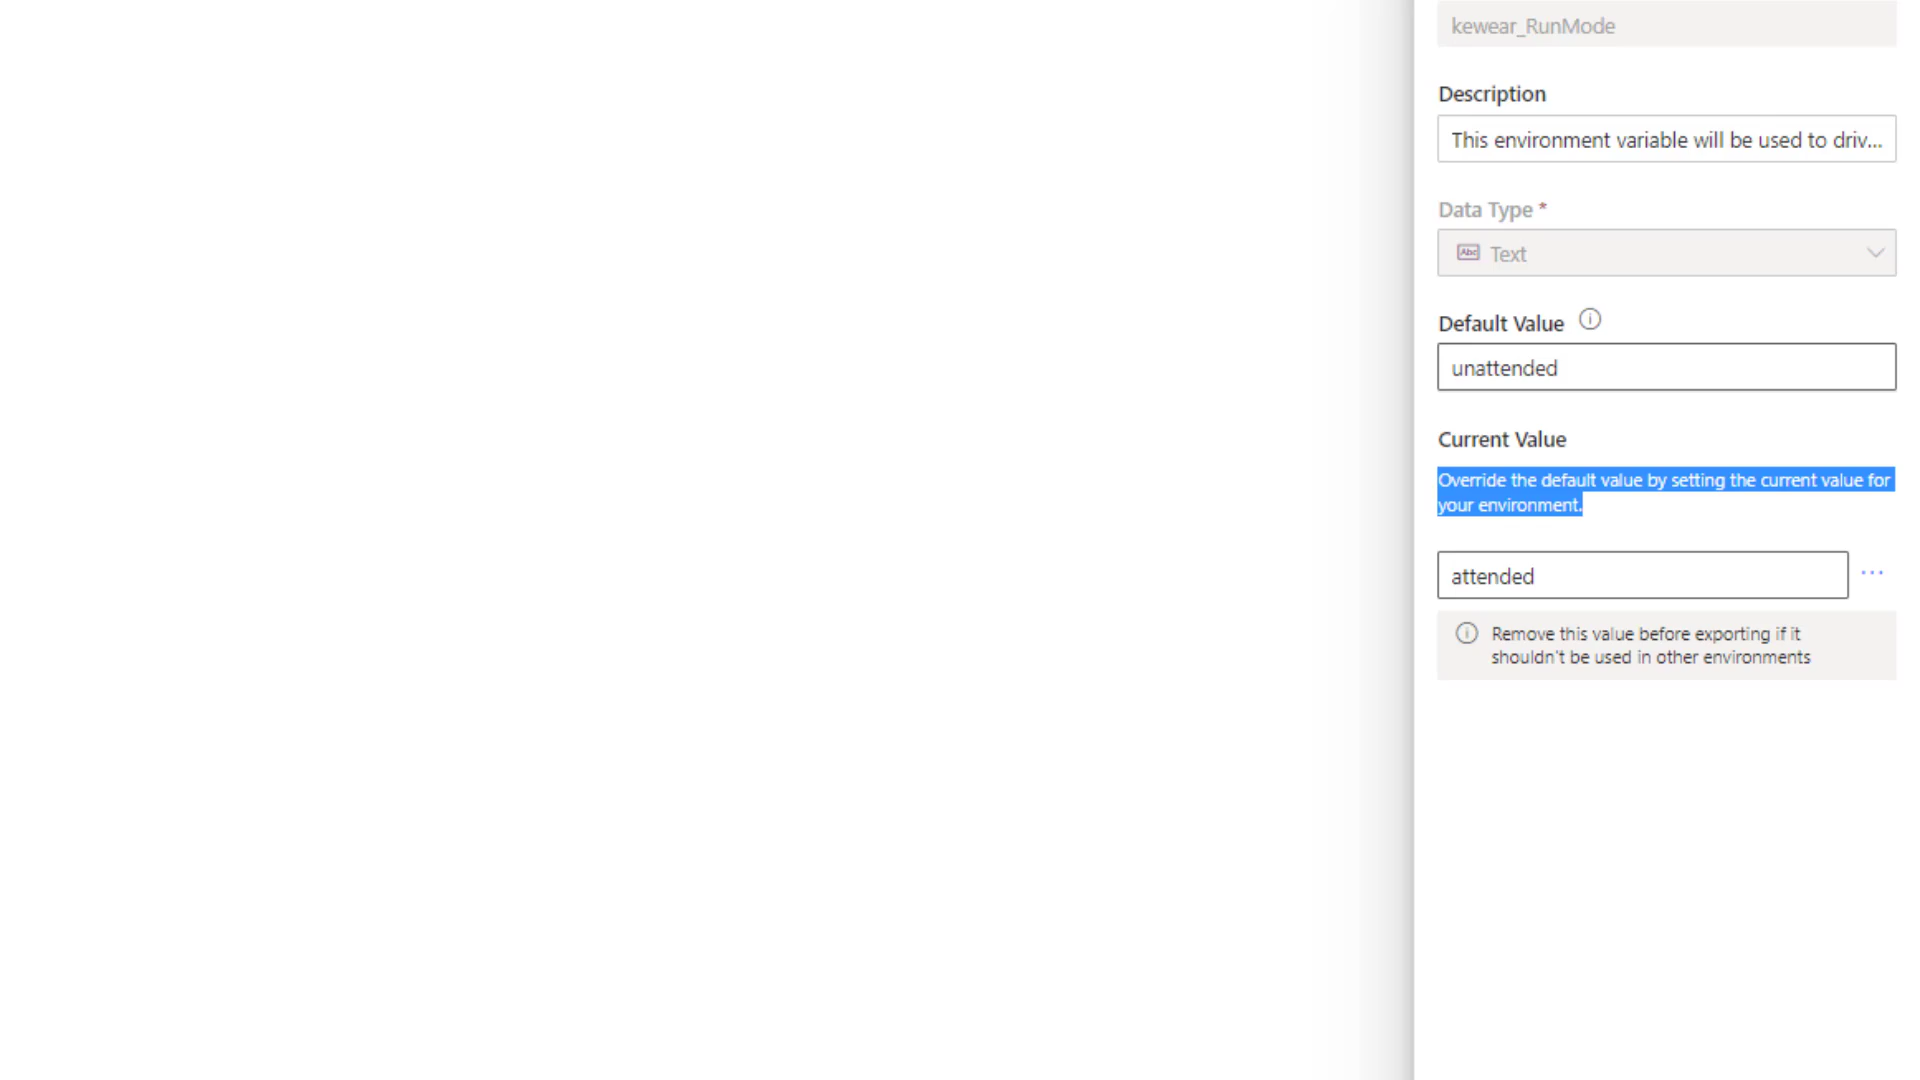 kewear_RunMode
Description
This environment variable will be used to driv...
Data Type *
Abc Text
Default Value
unattended
Current Value
Override the default value by setting the current value for
your environment.
attended
Remove this value before exporting if it
shouldn't be used in other environments